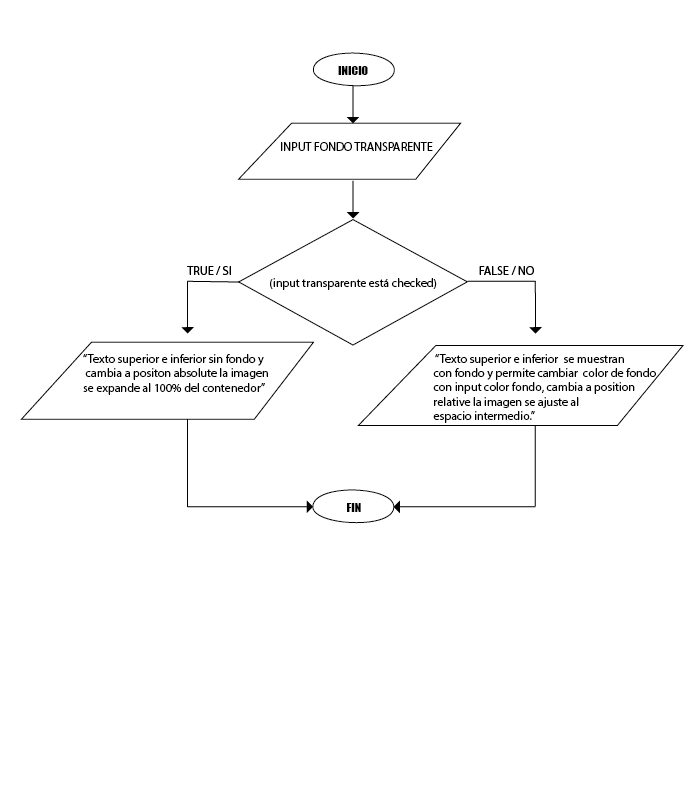 INICIO
INPUT FONDO TRANSPARENTE
(input transparente está checked)
TRUE / SI
FALSE / NO
“Texto superior e inferior sin fondo y
cambia a positon absolute la imagen
se expande al 100% del contenedor”
“Texto superior e inferior se muestran
con fondo y permite cambiar color de fondo
con input color fondo, cambia a position
relative la imagen se ajuste al
espacio intermedio.”
FIN